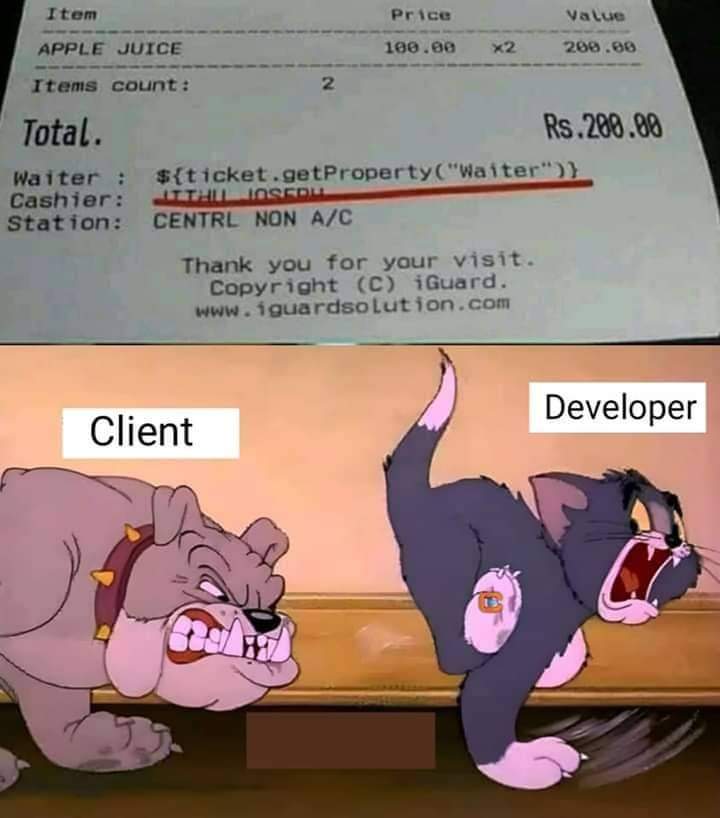 Item Price Value
APPLE JUICE 100.00 x2 200.00
Items count: 2
Total. Rs.200.00
Waiter : ${ticket.getProperty("Waiter")}
Cashier: JOSEPH
Station: CENTRL NON A/C
Thank you for your visit.
Copyright (C) iGuard.
www.iguardsolution.com
Client
Developer